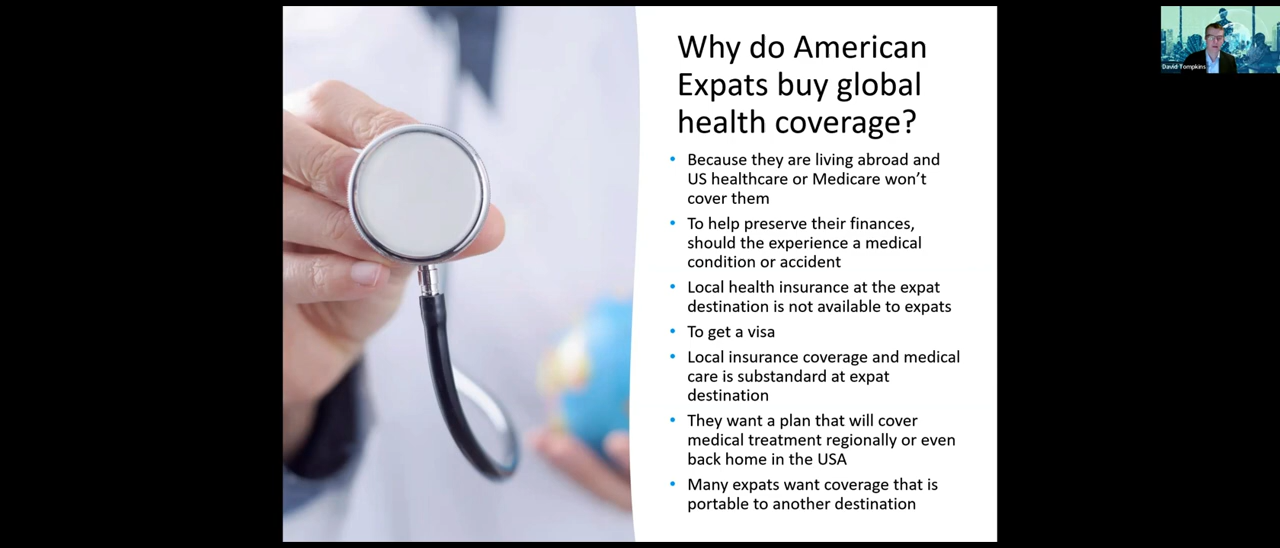 Why do American
Expats buy global
health coverage?
• Because they are living abroad and
US healthcare or Medicare won't
cover them
• To help preserve their finances,
should the experience a medical
condition or accident
• Local health insurance at the expat
destination is not available to expats
• To get a visa
• Local insurance coverage and medical
care is substandard at expat
destination
• They want a plan that will cover
medical treatment regionally or even
back home in the USA
• Many expats want coverage that is
portable to another destination
David Tompkins